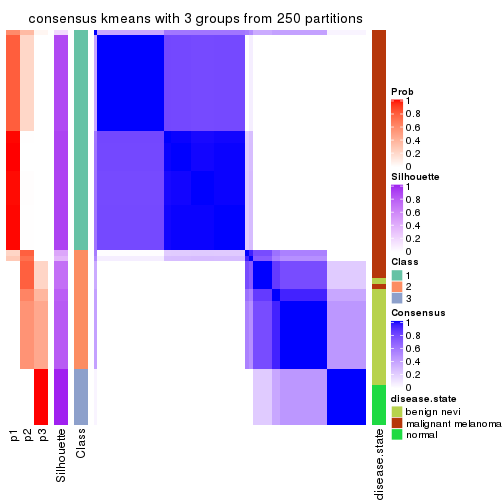 consensus kmeans with 3 groups from 250 partitions
Prob
1
0.8
0.6
0.4
0.2
0
Silhouette
1
0.8
0.6
0.4
0.2
0
Class
1
2
3
Consensus
1
0.8
0.6
0.4
0.2
0
disease.state
benign nevi
malignant melanoma
normal
p1
p2
p3
Silhouette
Class
disease.state